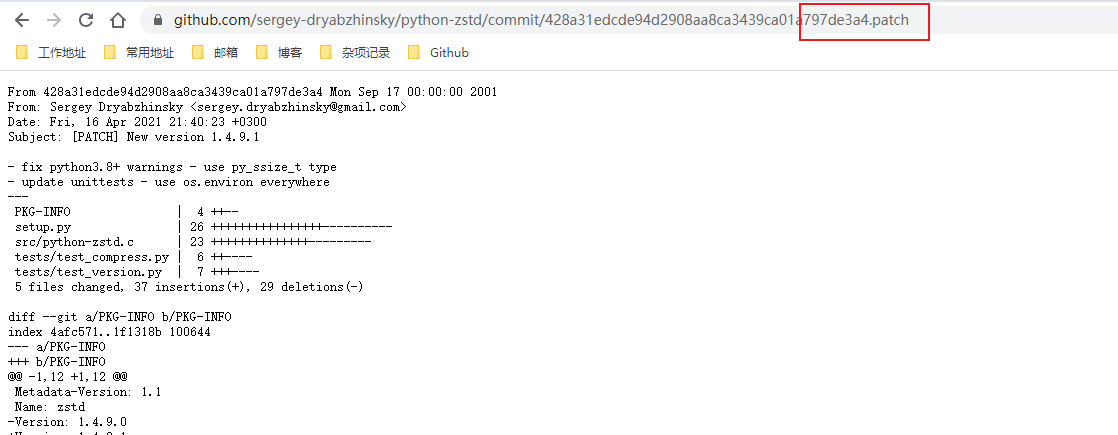 github.com/sergey-dryabzhinsky/python-zstd/commit/428a31edcde94d2908aa8ca3439ca01a797de3a4.patch
工作地址 常用地址 邮箱 博客 杂项记录 Github
From 428a31edcde94d2908aa8ca3439ca01a797de3a4 Mon Sep 17 00:00:00 2001
From: Sergey Dryabzhinsky <sergey.dryabzhinsky@gmail.com>
Date: Fri, 16 Apr 2021 21:40:23 +0300
Subject: [PATCH] New version 1.4.9.1
- fix python3.8+ warnings - use py_ssize_t type
- update unittests - use os.environ everywhere
---
PKG-INFO | 4 ++--
setup.py | 26 ++++++++++++++++----------
src/python-zstd.c | 23 ++++++++++++++---------
tests/test_compress.py | 6 ++----
tests/test_version.py | 7 +++----
5 files changed, 37 insertions(+), 29 deletions(-)
diff --git a/PKG-INFO b/PKG-INFO
index 4afc571..1f1318b 100644
--- a/PKG-INFO
+++ b/PKG-INFO
@@ -1,12 +1,12 @@
Metadata-Version: 1.1
Name: zstd
-Version: 1.4.9.0